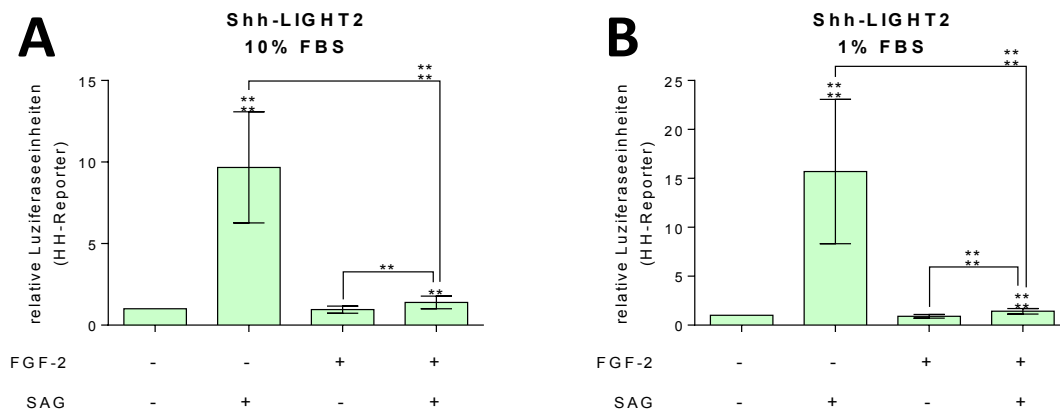 A
Shh-LIGHT2
10% FBS
relative Luziferaseeinheiten
(HH-Reporter)
15
10
5
0
**
**
**
**
**
**
FGF-2 - - + +
SAG - + - +
B
Shh-LIGHT2
1% FBS
relative Luziferaseeinheiten
(HH-Reporter)
25
20
15
10
5
0
**
**
**
**
**
**
**
**
FGF-2 - - + +
SAG - + - +